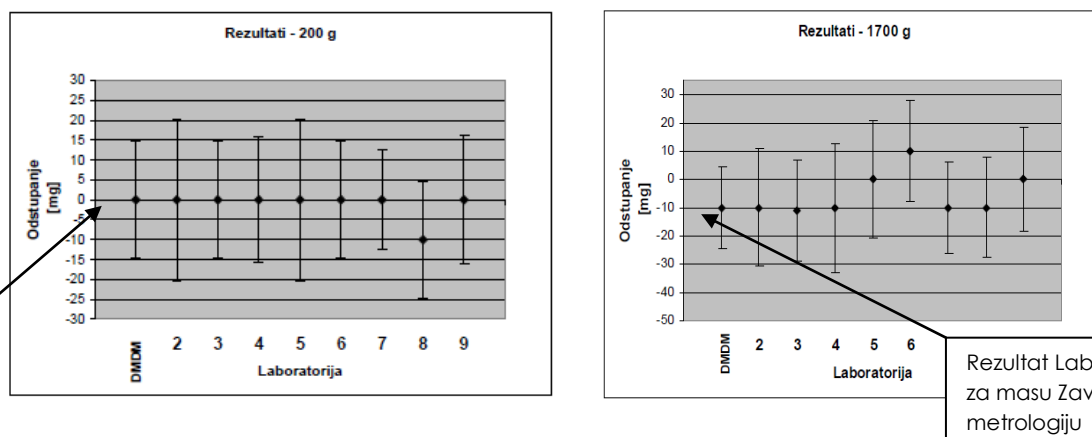 Rezultati - 200 g
30
25
20
15
10
5
0
-5
-10
-15
-20
-25
-30
Odstupanje
[mg]
DMDM 2 3 4 5 6 7 8 9
Laboratorija
Rezultati - 1700 g
30
20
10
0
-10
-20
-30
-40
-50
Odstupanje
[mg]
DMDM 2 3 4 5 6
Laboratorija
Rezultat Lab
za masu Zav
metrologiju